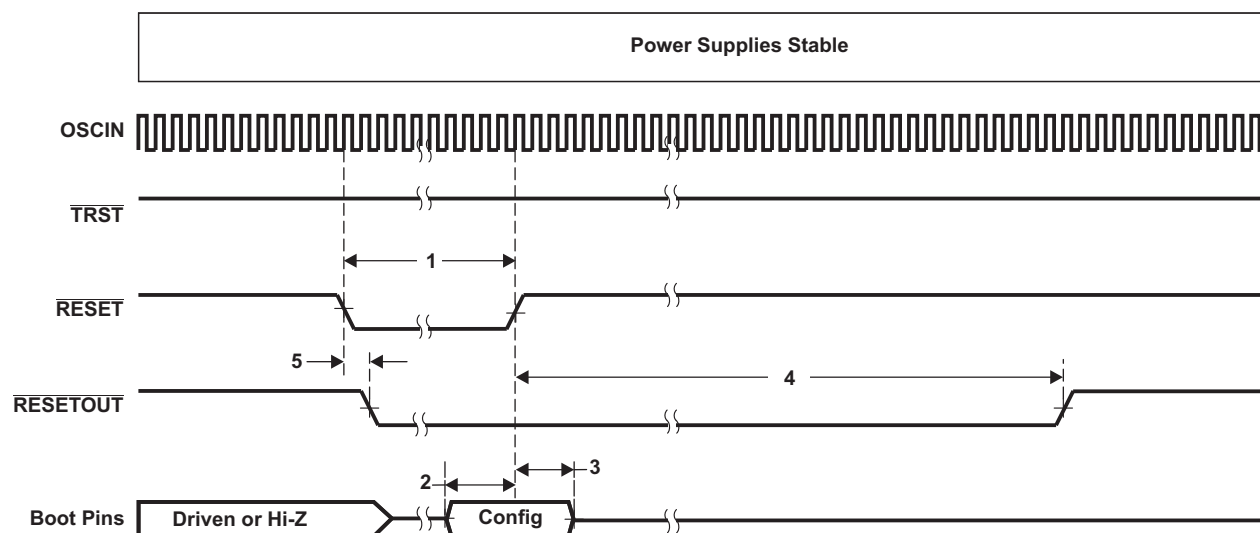 Power Supplies Stable
OSCIN
TRST
1
RESET
5
4
RESETOUT
3
2
Boot Pins
Driven or Hi-Z
Config